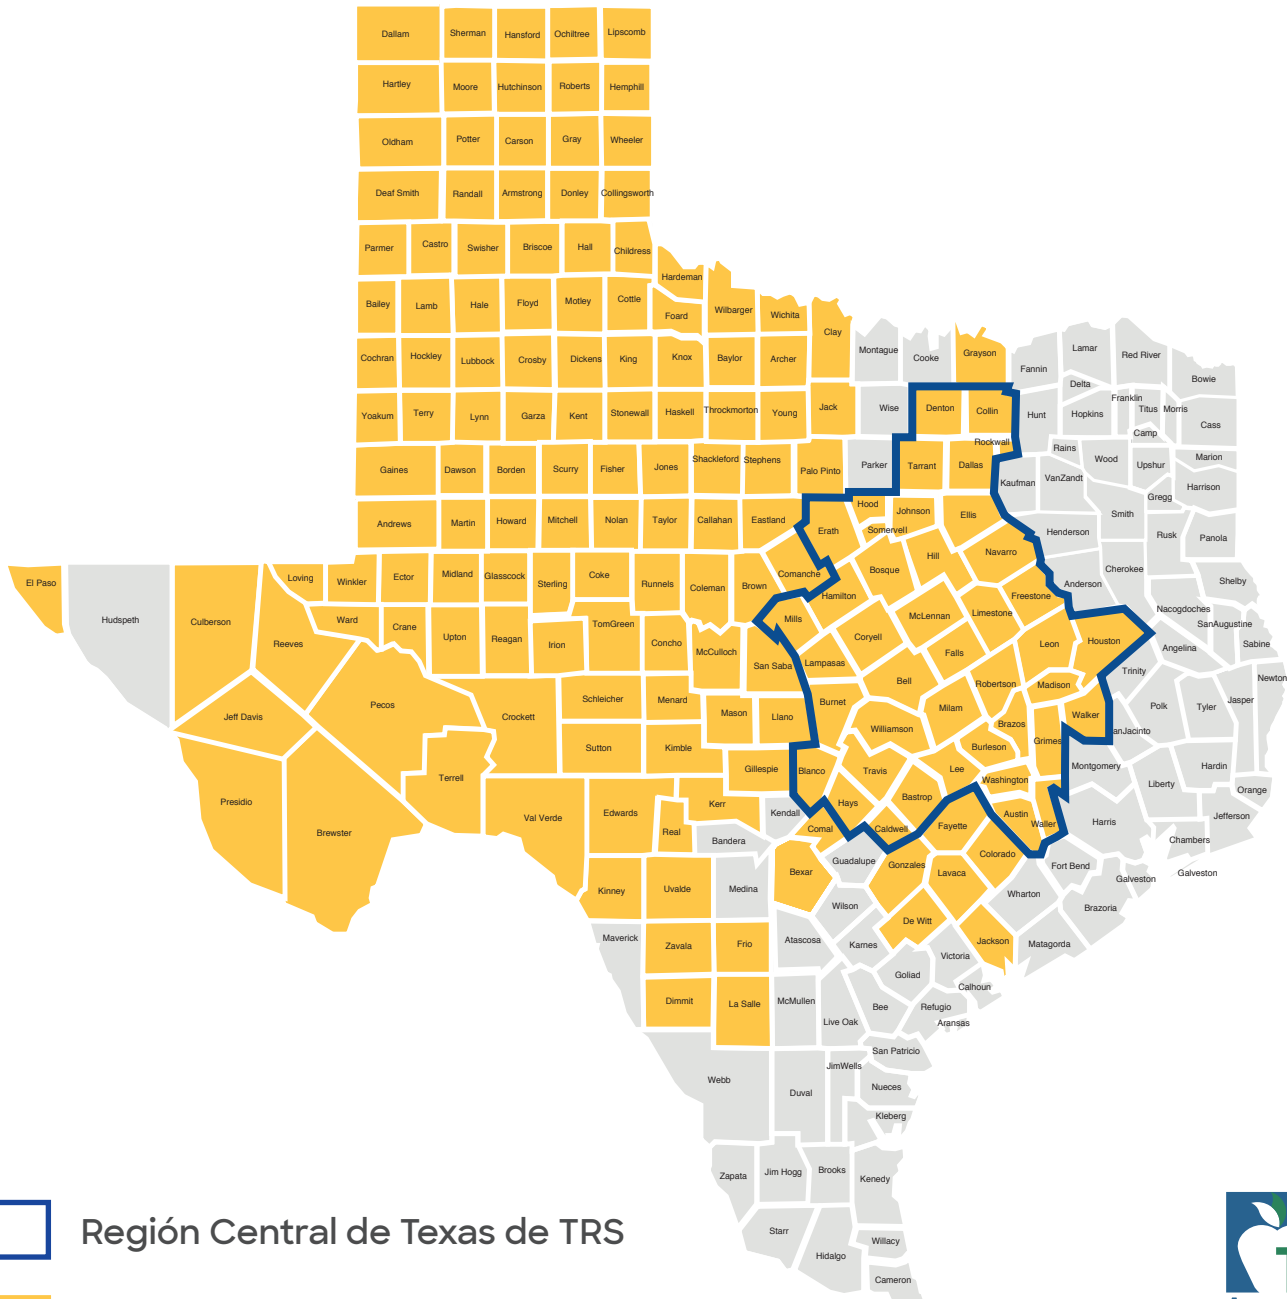 Dallam Sherman Hansford Ochiltree Lipscomb
Hartley Moore Hutchinson Roberts Hemphill
Oldham Potter Carson Gray Wheeler
Deaf Smith Randall Armstrong Donley Collingsworth
Parmer Castro Swisher Briscoe Hall Childress
Hardeman
Bailey Lamb Hale Floyd Motley Cottle
Foard Wilbarger Wichita
Clay
Montague Cooke Grayson Fannin Lamar Red River Bowie
Cochran Hockley Lubbock Crosby Dickens King Knox Baylor Archer
Delta Franklin Titus Morris
Yoakum Terry Lynn Garza Kent Stonewall Haskell Throckmorton Young Jack Wise Denton Collin Hunt Hopkins Camp Cass
Rockwall Rains Wood Upshur Marion
Gaines Dawson Borden Scurry Fisher Jones Shackleford Stephens Palo Pinto Parker Tarrant Dallas Kaufman VanZandt Harrison
Gregg
Andrews Martin Howard Mitchell Nolan Taylor Callahan Eastland Erath Hood Somervell Johnson Ellis Henderson Smith Rusk Panola
El Paso Hudspeth Culberson Loving Winkler Ector Midland Glasscock Sterling Coke Runnels Coleman Brown Comanche Hamilton Bosque Hill Navarro Anderson Cherokee Shelby
Freestone Nacogdoches SanAugustine
Reeves Ward Crane Upton Reagan Irion TomGreen Concho McCulloch San Saba Mills Lampasas Coryell McLennan Limestone Falls Leon Houston Angelina Sabine
Trinity Newton
Jeff Davis Pecos Crockett Schleicher Menard Mason Llano Burnet Bell Milam Robertson Madison Walker Polk Tyler Jasper
Sutton Kimble Williamson Brazos Burleson Grimes anJacinto
Presidio Brewster Terrell Gillespie Blanco Travis Lee Washington Montgomery Liberty Hardin Orange
Val Verde Edwards Real Kerr Kendall Hays Bastrop Austin Waller Harris Jefferson
Bandera Comal Caldwell Fayette Colorado Fort Bend Chambers
Kinney Uvalde Medina Bexar Guadalupe Gonzales Lavaca Wharton Galveston Galveston
Wilson De Witt Brazoria
Maverick Zavala Frio Atascosa Karnes Victoria Jackson Matagorda
Goliad Calhoun
Dimmit La Salle McMullen Live Oak Bee Refugio Aransas
San Patricio
Webb Duval JimWells Nueces
Kleberg
Zapata Jim Hogg Brooks Kenedy
Starr Hidalgo Willacy
Cameron
Región Central de Texas de TRS